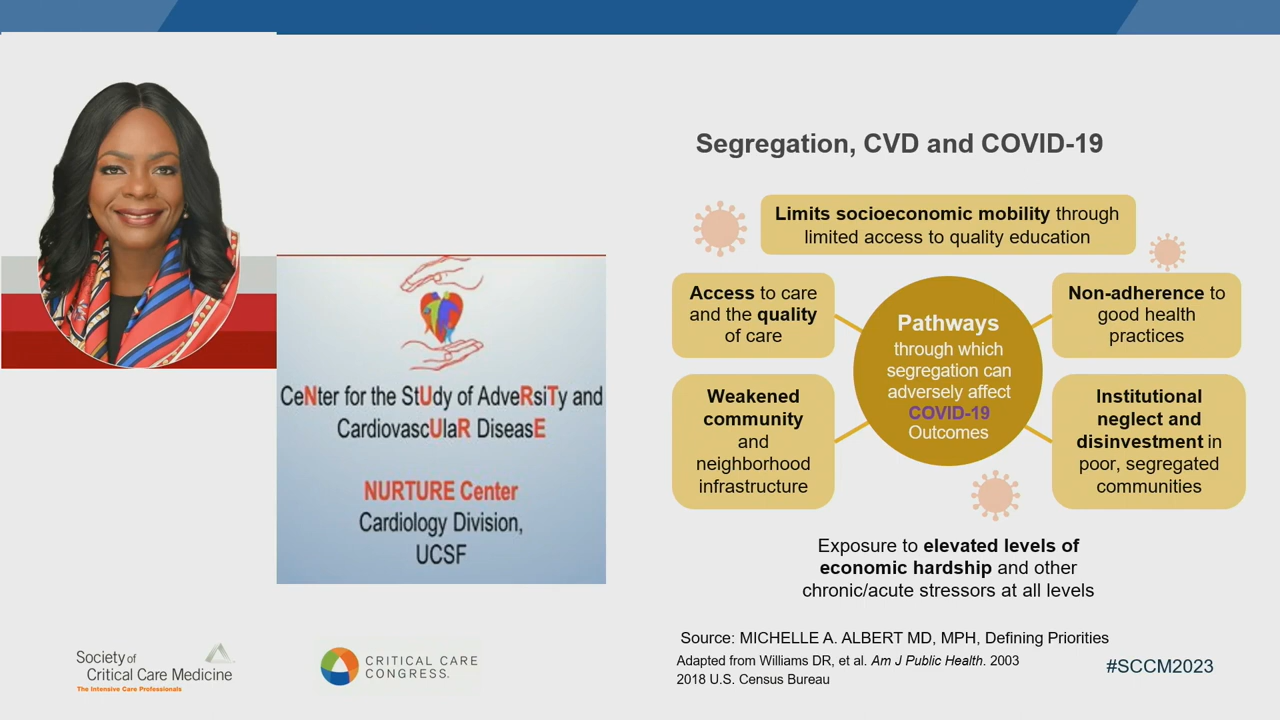 Segregation, CVD and COVID-19
Limits socioeconomic mobility through
limited access to quality education
Access to care
and the quality
of care
Non-adherence to
good health
practices
Pathways
through which
segregation can
adversely affect
COVID-19
Outcomes
Weakened
community
and
neighborhood
infrastructure
Institutional
neglect and
disinvestment in
poor, segregated
communities
Exposure to elevated levels of
economic hardship and other
chronic/acute stressors at all levels
CeNter for the StUdy of AdveRsiTy and
CardiovascUlaR DiseasE
NURTURE Center
Cardiology Division,
UCSF
Source: MICHELLE A. ALBERT MD, MPH, Defining Priorities
Adapted from Williams DR, et al. Am J Public Health. 2003
2018 U.S. Census Bureau
#SCCM2023
Society of
Critical Care Medicine
The Intensive Care Professionals
CRITICAL CARE
CONGRESS